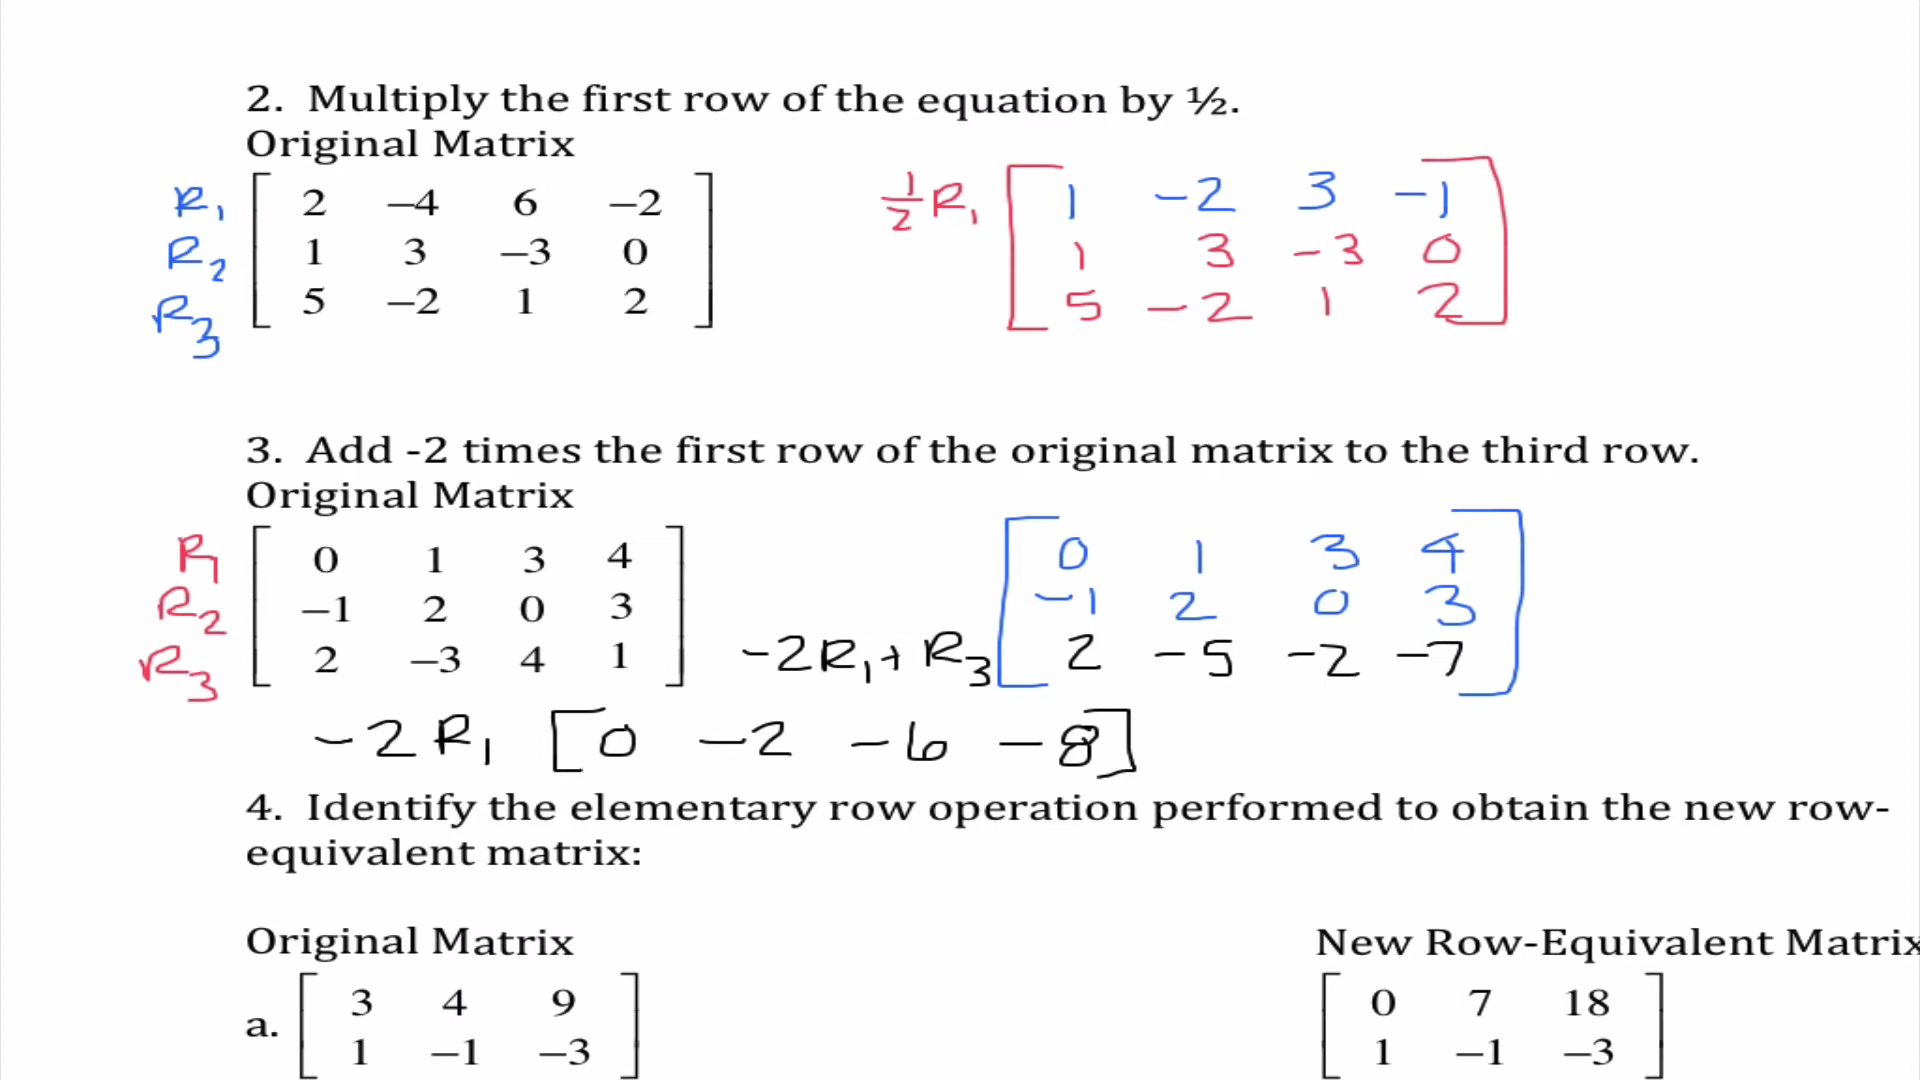 2. Multiply the first row of the equation by ½.
Original Matrix
R₁ [ 2 −4 6 −2 ] ½R₁ [ 1 −2 3 −1 ]
R₂ [ 1 3 −3 0 ] [ 1 3 −3 0 ]
R₃ [ 5 −2 1 2 ] [ 5 −2 1 2 ]
3. Add -2 times the first row of the original matrix to the third row.
Original Matrix
R₁ [ 0 1 3 4 ] [ 0 1 3 4 ]
R₂ [ −1 2 0 3 ] [ −1 2 0 3 ]
R₃ [ 2 −3 4 1 ] −2R₁+R₃ [ 2 −5 −2 −7 ]
−2R₁ [0 −2 −6 −8]
4. Identify the elementary row operation performed to obtain the new row-
equivalent matrix:
Original Matrix New Row-Equivalent Matrix
a. [ 3 4 9 ] [ 0 7 18 ]
[ 1 −1 −3 ] [ 1 −1 −3 ]